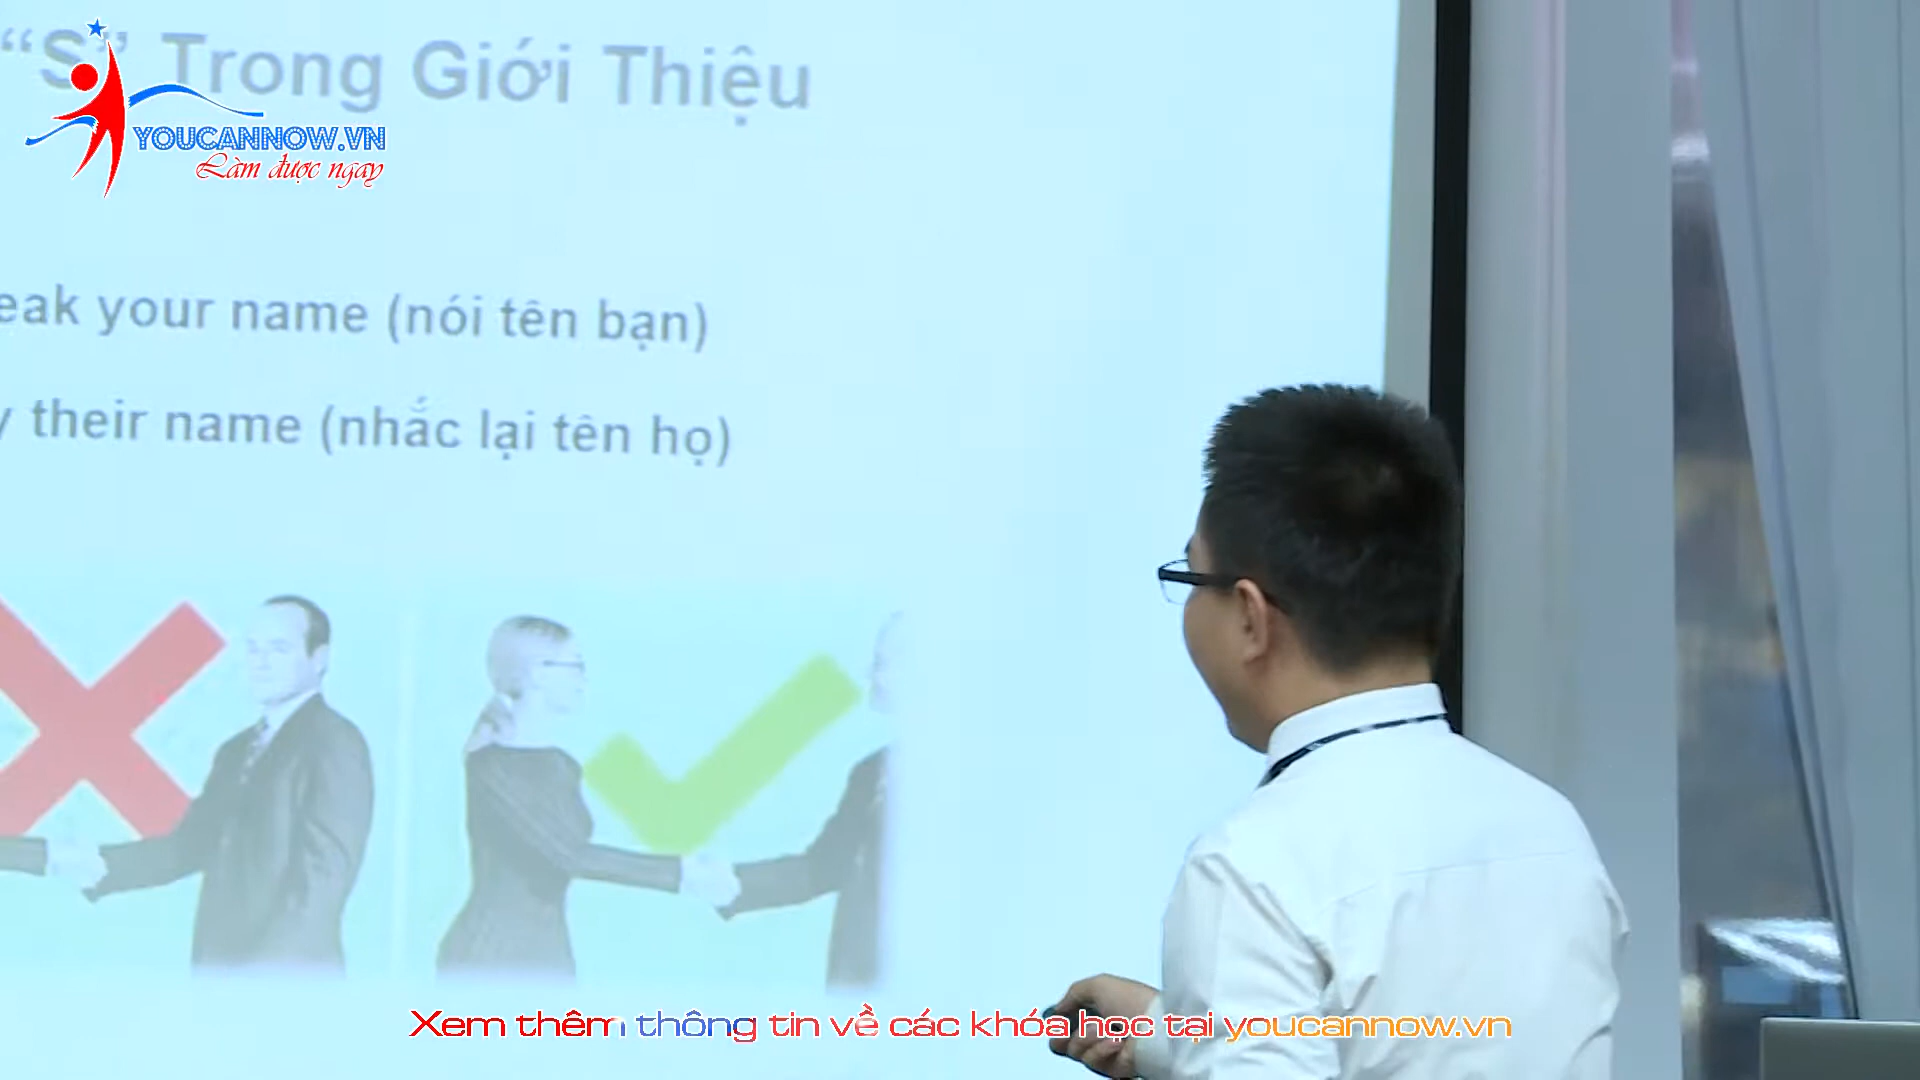 “S” Trong Giới Thiệu
YOUCANNOW.VN
Làm được ngay
eak your name (nói tên bạn)
their name (nhắc lại tên họ)
Xem thêm thông tin về các khóa học tại youcannow.vn